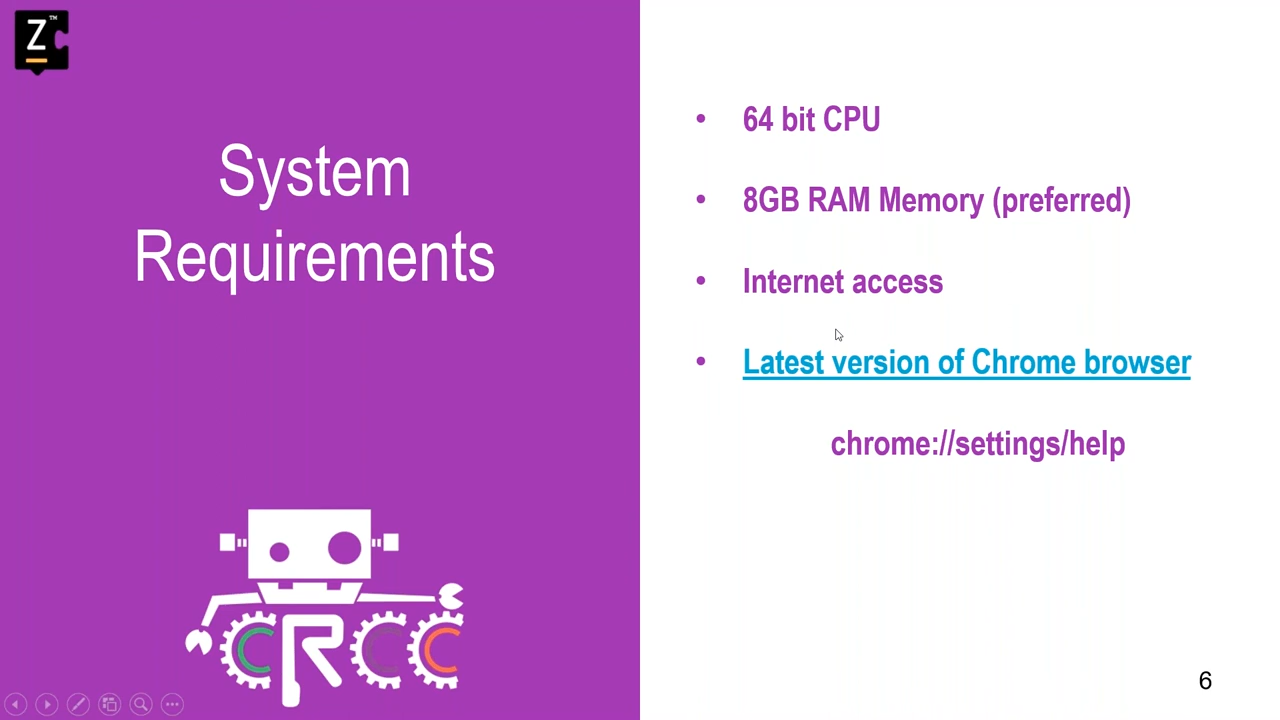 Z™
System
Requirements
• 64 bit CPU
• 8GB RAM Memory (preferred)
• Internet access
• Latest version of Chrome browser
chrome://settings/help
CRCC
6